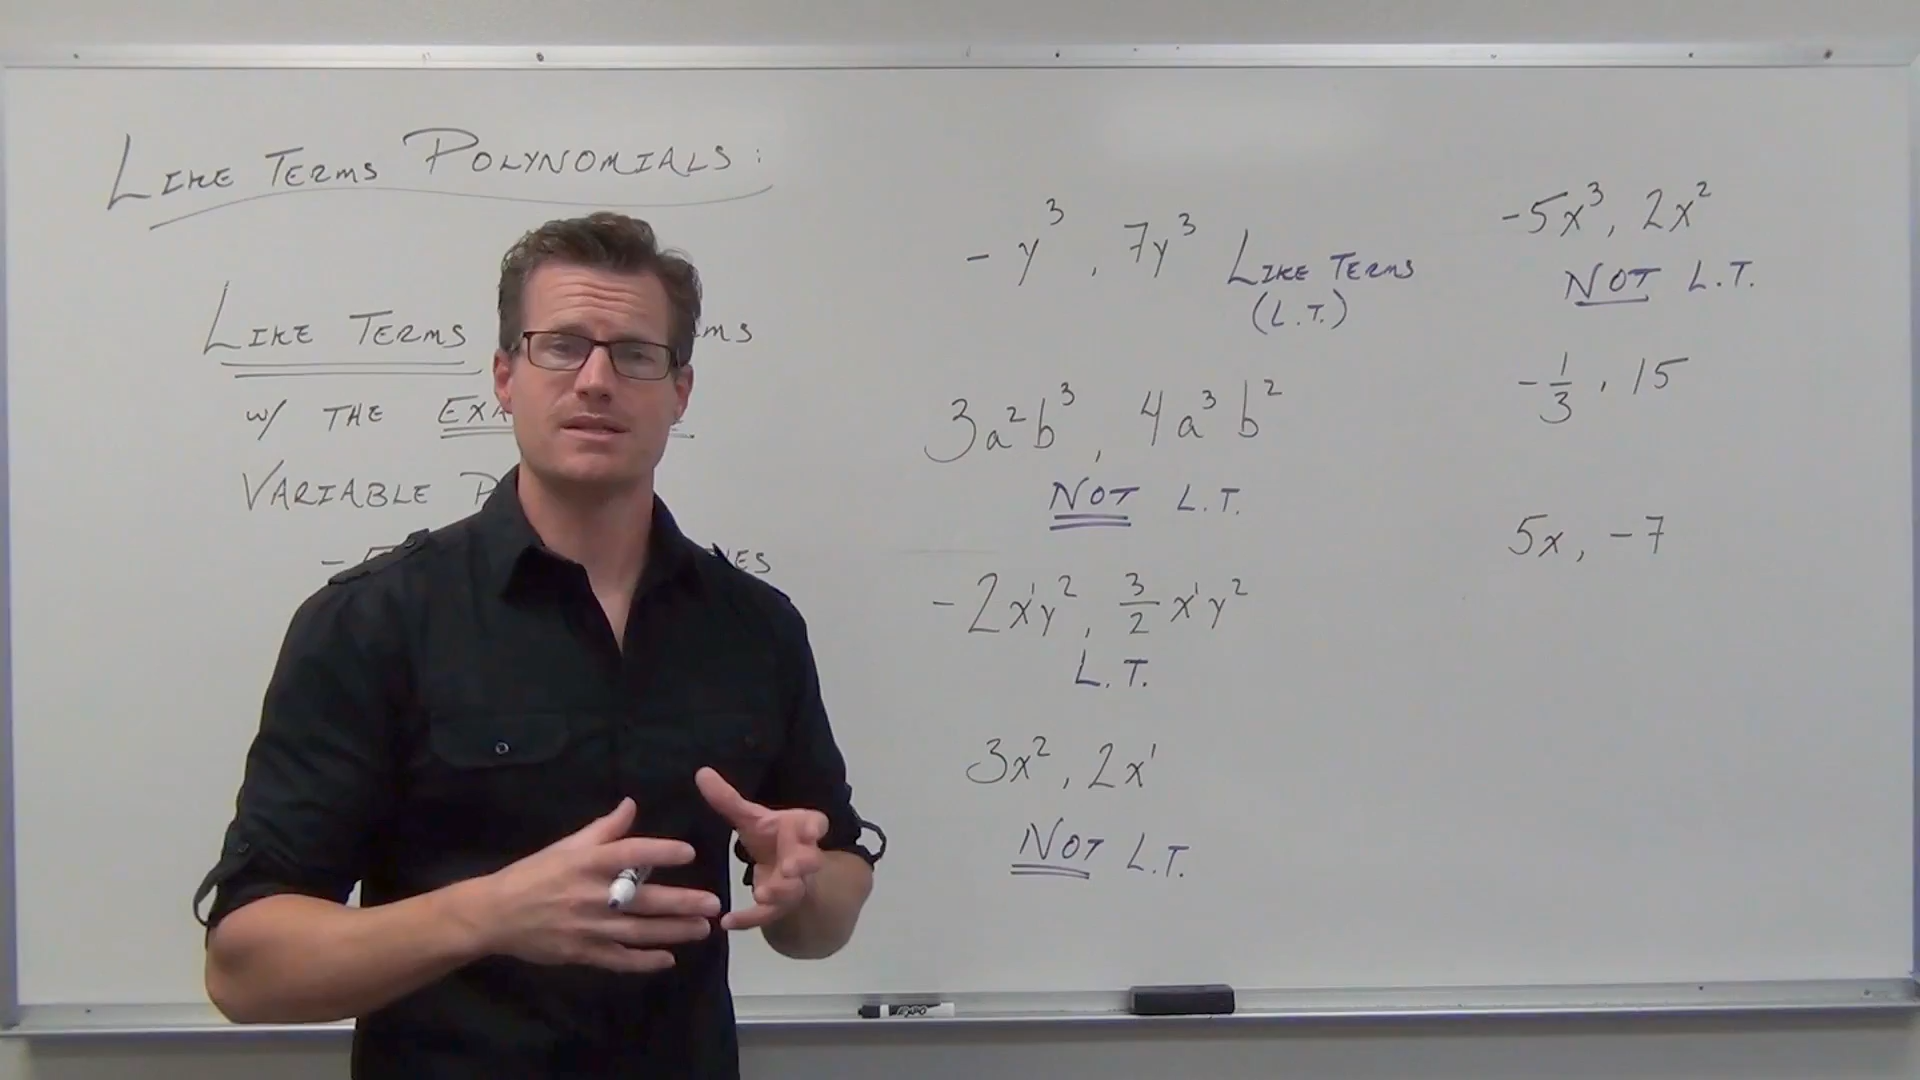 LIKE TERMS POLYNOMIALS:
LIKE TERMS
W/ THE
VARIABLE
-y³, 7y³ LIKE TERMS
(L.T.)
3a²b³, 4a³b²
NOT L.T.
-2x¹y², 3/2 x¹y²
L.T.
3x², 2x¹
NOT L.T.
-5x³, 2x²
NOT L.T.
-1/3, 15
5x, -7
EXPO